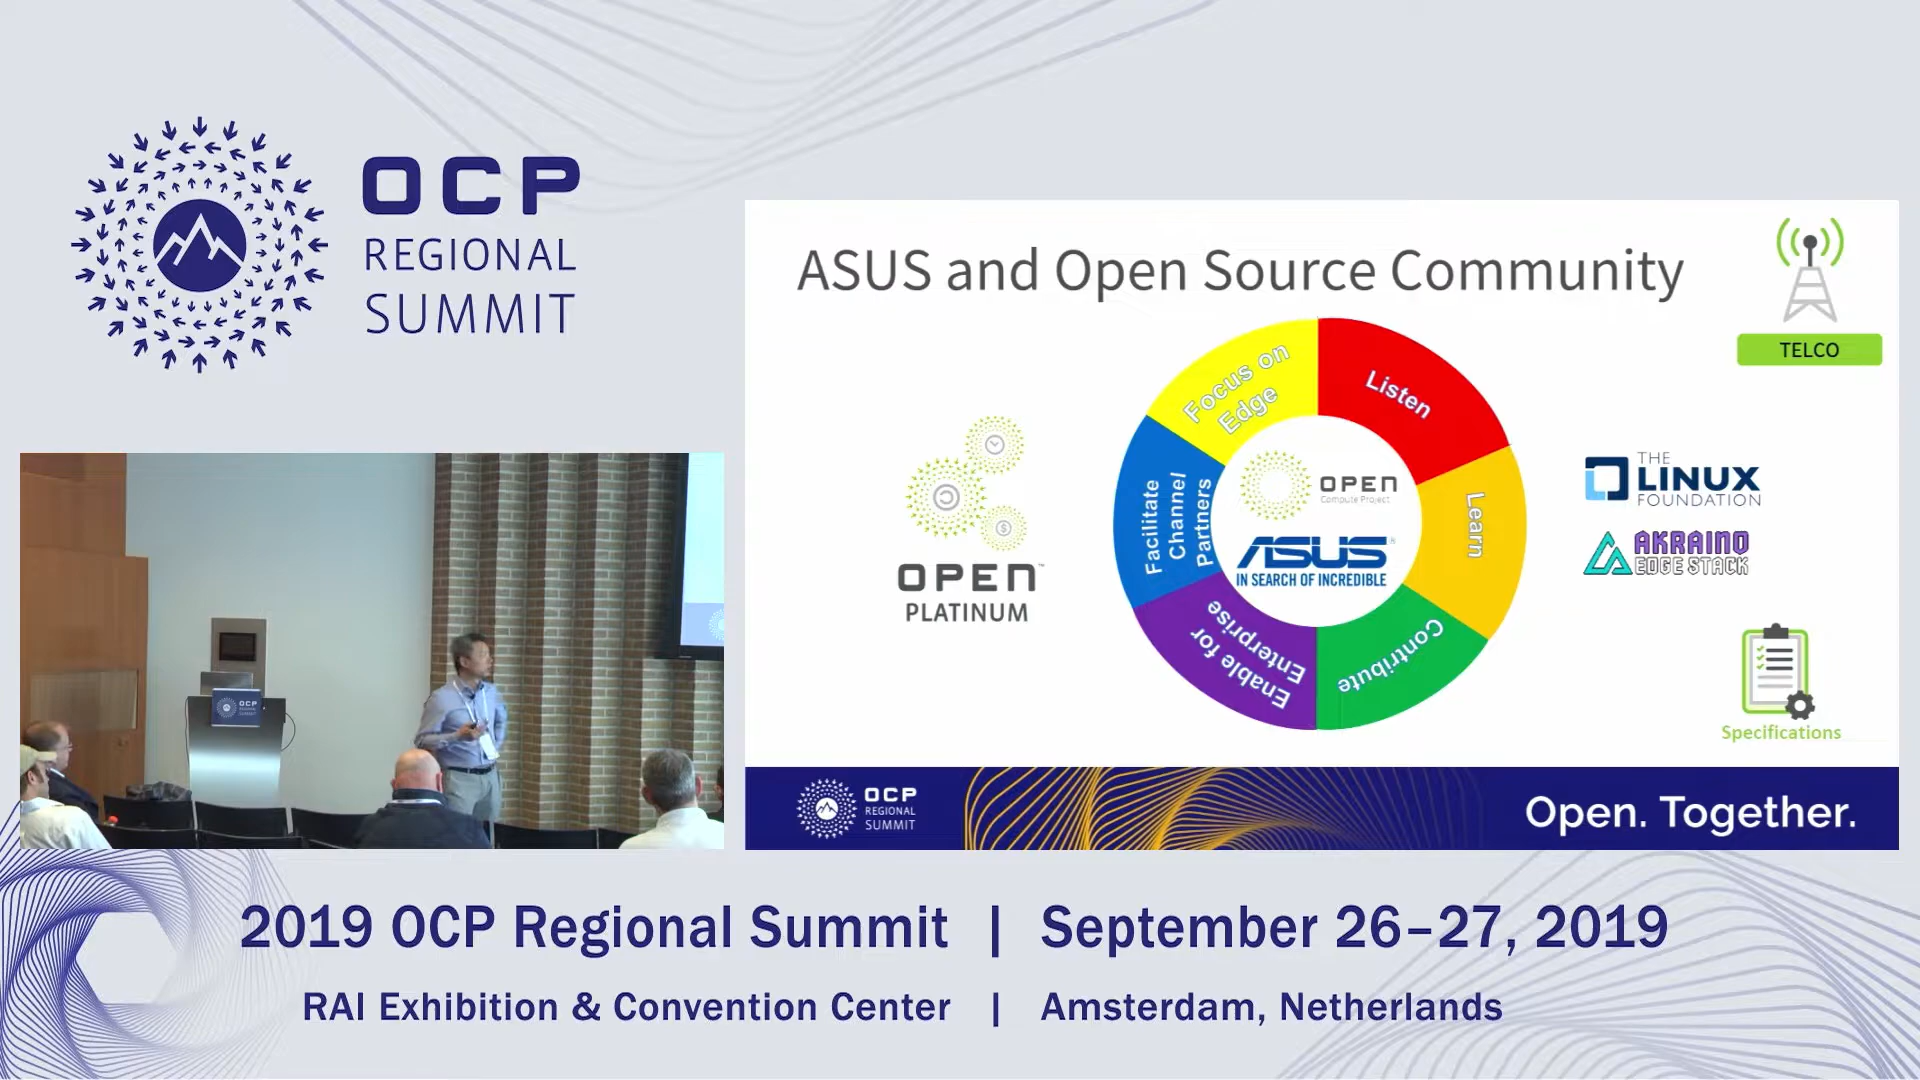 OCP
REGIONAL
SUMMIT
ASUS and Open Source Community
TELCO
Focus on
Edge
Listen
Learn
Contribute
Enable for
Enterprise
Facilitate
Channel
Partners
OPEN
Compute Project
ASUS®
IN SEARCH OF INCREDIBLE
OPEN™
PLATINUM
THE
LINUX
FOUNDATION
AKRAINO
EDGE STACK
Specifications
OCP
REGIONAL
SUMMIT
Open. Together.
OCP
2019 OCP Regional Summit | September 26–27, 2019
RAI Exhibition & Convention Center | Amsterdam, Netherlands